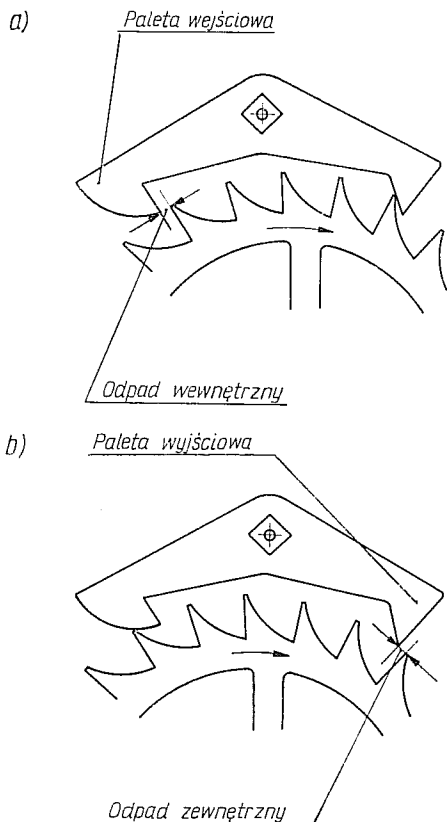 a)
Paleta wejściowa
Odpad wewnętrzny
b)
Paleta wyjściowa
Odpad zewnętrzny